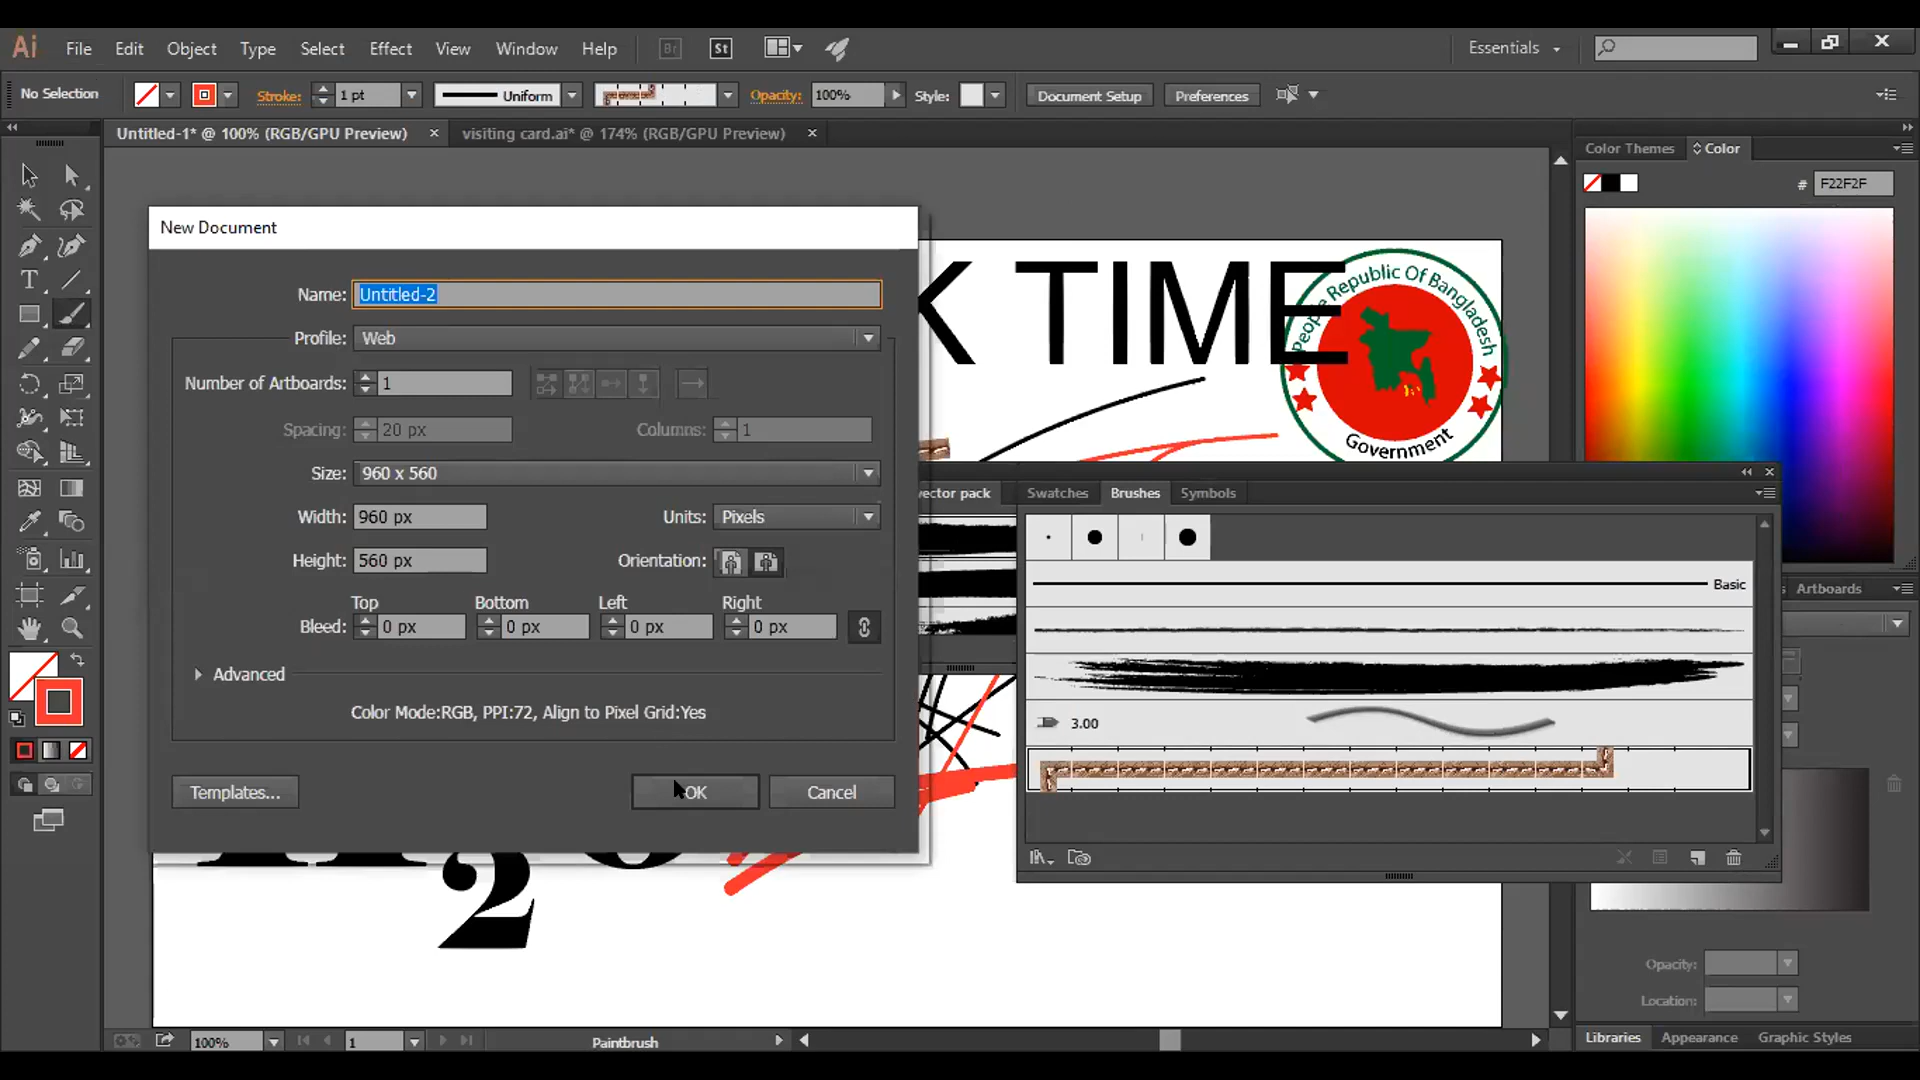 Ai File Edit Object Type Select Effect View Window Help Br St Essentials
No Selection Stroke: 1 pt Uniform Opacity: 100% Style: Document Setup Preferences
Untitled-1* @ 100% (RGB/GPU Preview) × visiting card.ai* @ 174% (RGB/GPU Preview) ×
Color Themes Color
# F22F2F
New Document
Name: Untitled-2
Profile: Web
Number of Artboards: 1
Spacing: 20 px Columns: 1
Size: 960 x 560
Width: 960 px Units: Pixels
Height: 560 px Orientation:
Top Bottom Left Right
Bleed: 0 px 0 px 0 px 0 px
Advanced
Color Mode:RGB, PPI:72, Align to Pixel Grid:Yes
Templates... OK Cancel
K TIME
People Republic Of Bangladesh
Government
vector pack Swatches Brushes Symbols
Basic
3.00
Artboards
2
Opacity:
Location:
100% 1 Paintbrush
Libraries Appearance Graphic Styles